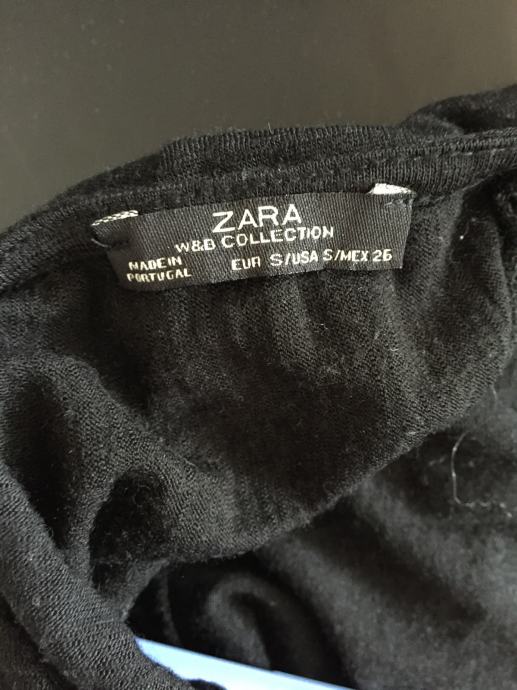 ZARA
W&B COLLECTION
MADE IN
PORTUGAL
EUR S/USA S/MEX 26